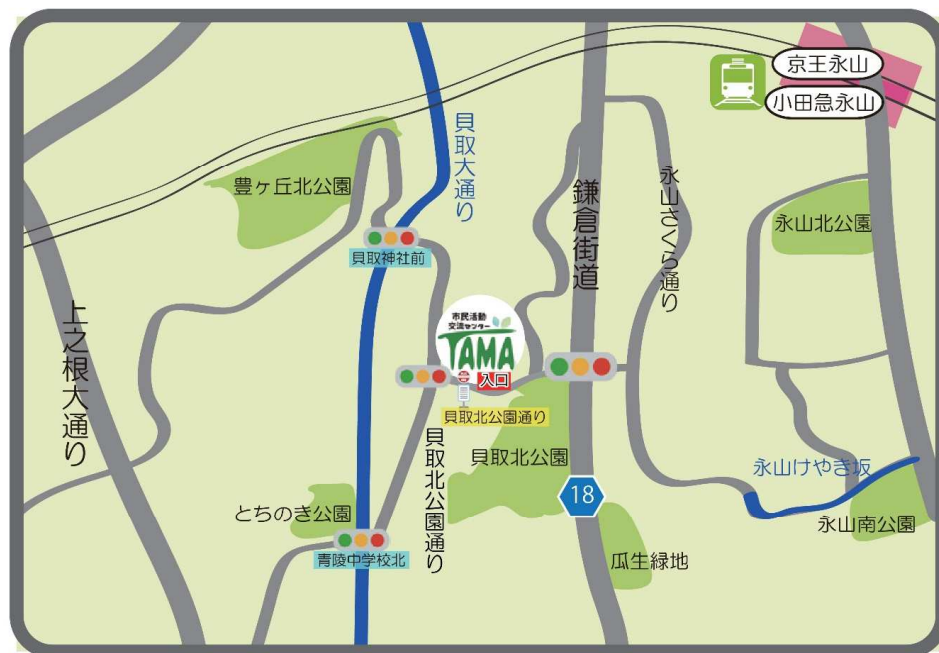 京王永山
小田急永山
貝取大通り
豊ヶ丘北公園
鎌倉街道
永山さくら通り
永山北公園
貝取神社前
上之根大通り
市民活動
交流センター
TAMA
入口
貝取北公園通り
貝取北公園通り
貝取北公園
永山けやき坂
18
とちのき公園
永山南公園
青陵中学校北
瓜生緑地